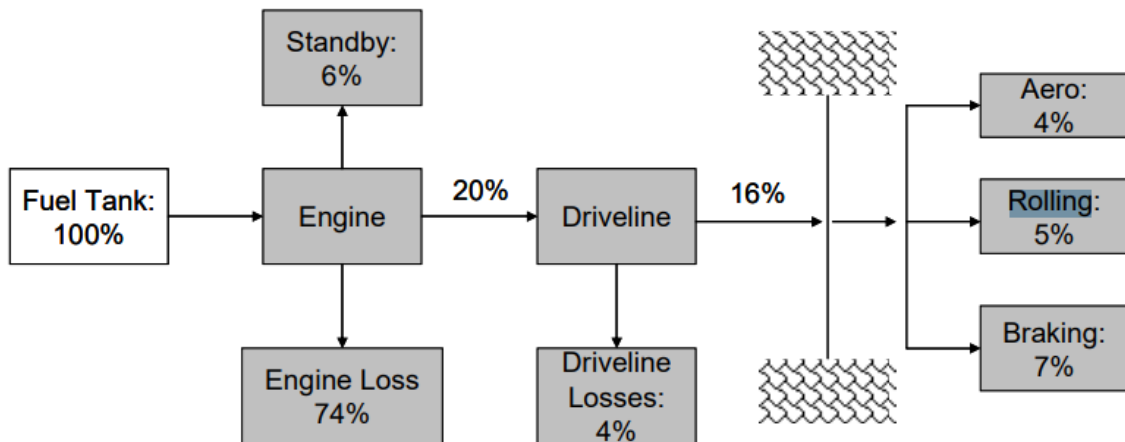 Standby:
6%
Fuel Tank:
100%
Engine
20%
Driveline
16%
Aero:
4%
Rolling:
5%
Braking:
7%
Engine Loss
74%
Driveline
Losses:
4%